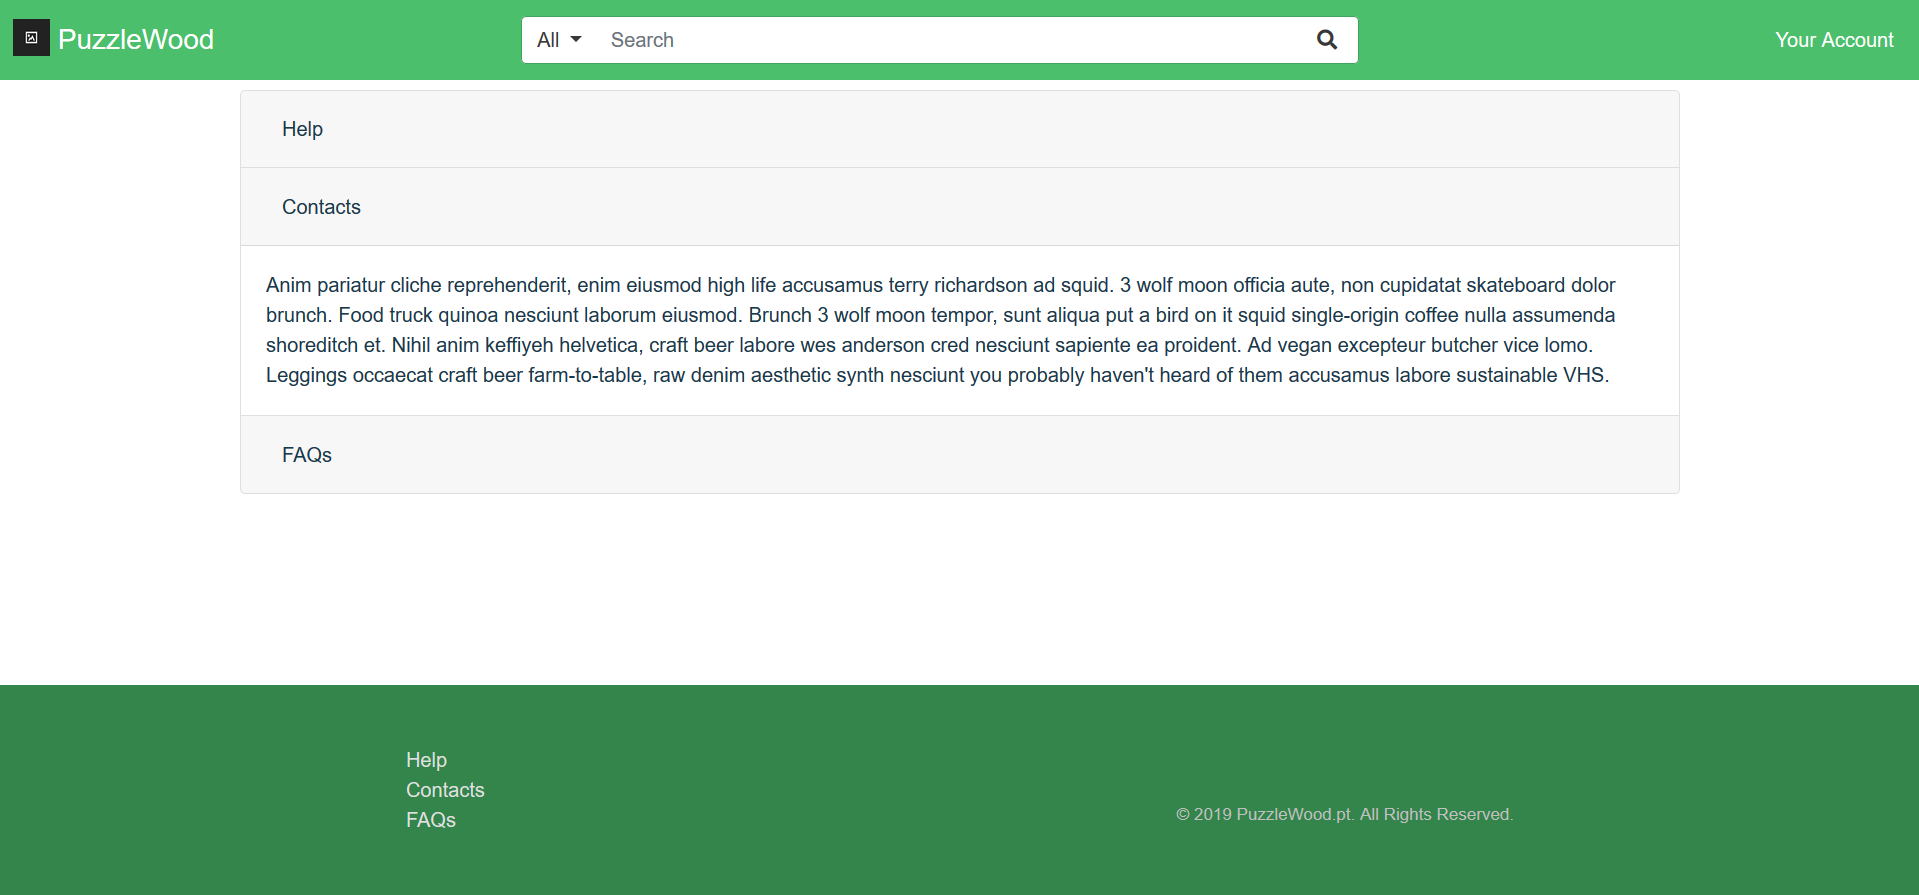 PuzzleWood
All
Search
Your Account
Help
Contacts
Anim pariatur cliche reprehenderit, enim eiusmod high life accusamus terry richardson ad squid. 3 wolf moon officia aute, non cupidatat skateboard dolor
brunch. Food truck quinoa nesciunt laborum eiusmod. Brunch 3 wolf moon tempor, sunt aliqua put a bird on it squid single-origin coffee nulla assumenda
shoreditch et. Nihil anim keffiyeh helvetica, craft beer labore wes anderson cred nesciunt sapiente ea proident. Ad vegan excepteur butcher vice lomo.
Leggings occaecat craft beer farm-to-table, raw denim aesthetic synth nesciunt you probably haven't heard of them accusamus labore sustainable VHS.
FAQs
Help
Contacts
FAQs
© 2019 PuzzleWood.pt. All Rights Reserved.